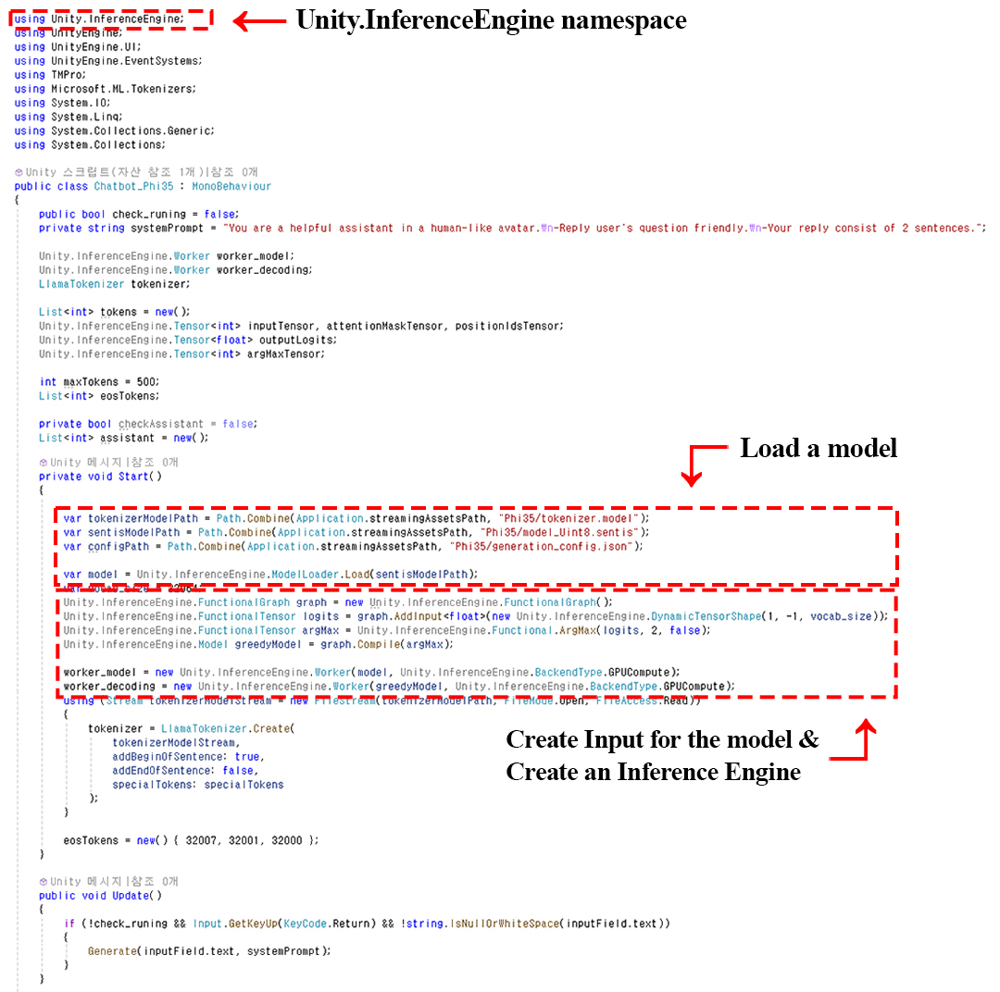 using Unity.InferenceEngine;
Unity.InferenceEngine namespace
using UnityEngine;
using UnityEngine.UI;
using UnityEngine.EventSystems;
using TMPro;
using Microsoft.ML.Tokenizers;
using System.IO;
using System.Linq;
using System.Collections.Generic;
using System.Collections;
Unity 스크립트(자산 참조 1개)|참조 0개
public class Chatbot_Phi35 : MonoBehaviour
{
public bool check_runing = false;
private string systemPrompt = "You are a helpful assistant in a human-like avatar.₩n-Reply user's question friendly.₩n-Your reply consist of 2 sentences.";
Unity.InferenceEngine.Worker worker_model;
Unity.InferenceEngine.Worker worker_decoding;
LlamaTokenizer tokenizer;
List<int> tokens = new();
Unity.InferenceEngine.Tensor<int> inputTensor, attentionMaskTensor, positionIdsTensor;
Unity.InferenceEngine.Tensor<float> outputLogits;
Unity.InferenceEngine.Tensor<int> argMaxTensor;
int maxTokens = 500;
List<int> eosTokens;
private bool checkAssistant = false;
List<int> assistant = new();
Unity 메시지|참조 0개
private void Start()
{
Load a model
var tokenizerModelPath = Path.Combine(Application.streamingAssetsPath, "Phi35/tokenizer.model");
var sentisModelPath = Path.Combine(Application.streamingAssetsPath, "Phi35/model_Uint8.sentis");
var configPath = Path.Combine(Application.streamingAssetsPath, "Phi35/generation_config.json");
var model = Unity.InferenceEngine.ModelLoader.Load(sentisModelPath);
var vocab_size = 32064;
Unity.InferenceEngine.FunctionalGraph graph = new Unity.InferenceEngine.FunctionalGraph();
Unity.InferenceEngine.FunctionalTensor logits = graph.AddInput<float>(new Unity.InferenceEngine.DynamicTensorShape(1, -1, vocab_size));
Unity.InferenceEngine.FunctionalTensor argMax = Unity.InferenceEngine.Functional.ArgMax(logits, 2, false);
Unity.InferenceEngine.Model greedyModel = graph.Compile(argMax);
worker_model = new Unity.InferenceEngine.Worker(model, Unity.InferenceEngine.BackendType.GPUCompute);
worker_decoding = new Unity.InferenceEngine.Worker(greedyModel, Unity.InferenceEngine.BackendType.GPUCompute);
using (Stream tokenizerModelStream = new FileStream(tokenizerModelPath, FileMode.Open, FileAccess.Read))
{
tokenizer = LlamaTokenizer.Create(
tokenizerModelStream,
addBeginOfSentence: true,
addEndOfSentence: false,
specialTokens: specialTokens
);
}
Create Input for the model &
Create an Inference Engine
eosTokens = new() { 32007, 32001, 32000 };
}
Unity 메시지|참조 0개
public void Update()
{
if (!check_runing && Input.GetKeyUp(KeyCode.Return) && !string.IsNullOrWhiteSpace(inputField.text))
{
Generate(inputField.text, systemPrompt);
}
}